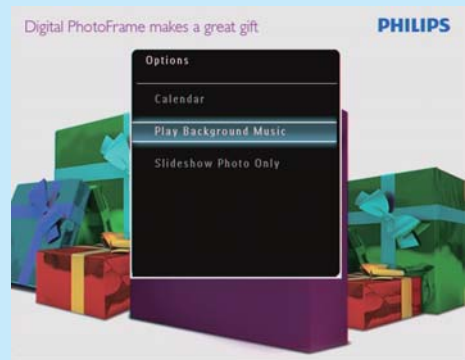 Digital PhotoFrame makes a great gift
PHILIPS
Options
Calendar
Play Background Music
Slideshow Photo Only